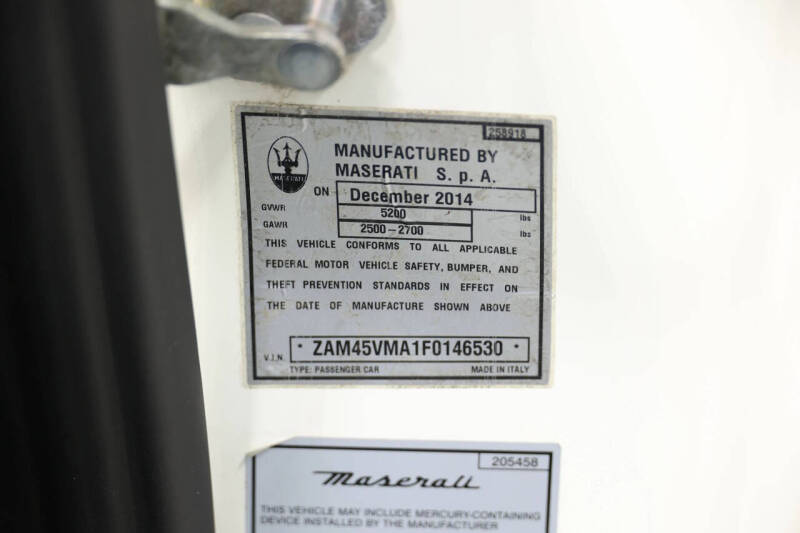 258918
MASERATI
MANUFACTURED BY
MASERATI S.p.A.
ON December 2014
GVWR 5200 lbs
GAWR 2500-2700 lbs
THIS VEHICLE CONFORMS TO ALL APPLICABLE
FEDERAL MOTOR VEHICLE SAFETY, BUMPER, AND
THEFT PREVENTION STANDARDS IN EFFECT ON
THE DATE OF MANUFACTURE SHOWN ABOVE
V.I.N. · ZAM45VMA1F0146530 ·
TYPE: PASSENGER CAR MADE IN ITALY
205458
Maserati
THIS VEHICLE MAY INCLUDE MERCURY-CONTAINING
DEVICE INSTALLED BY THE MANUFACTURER